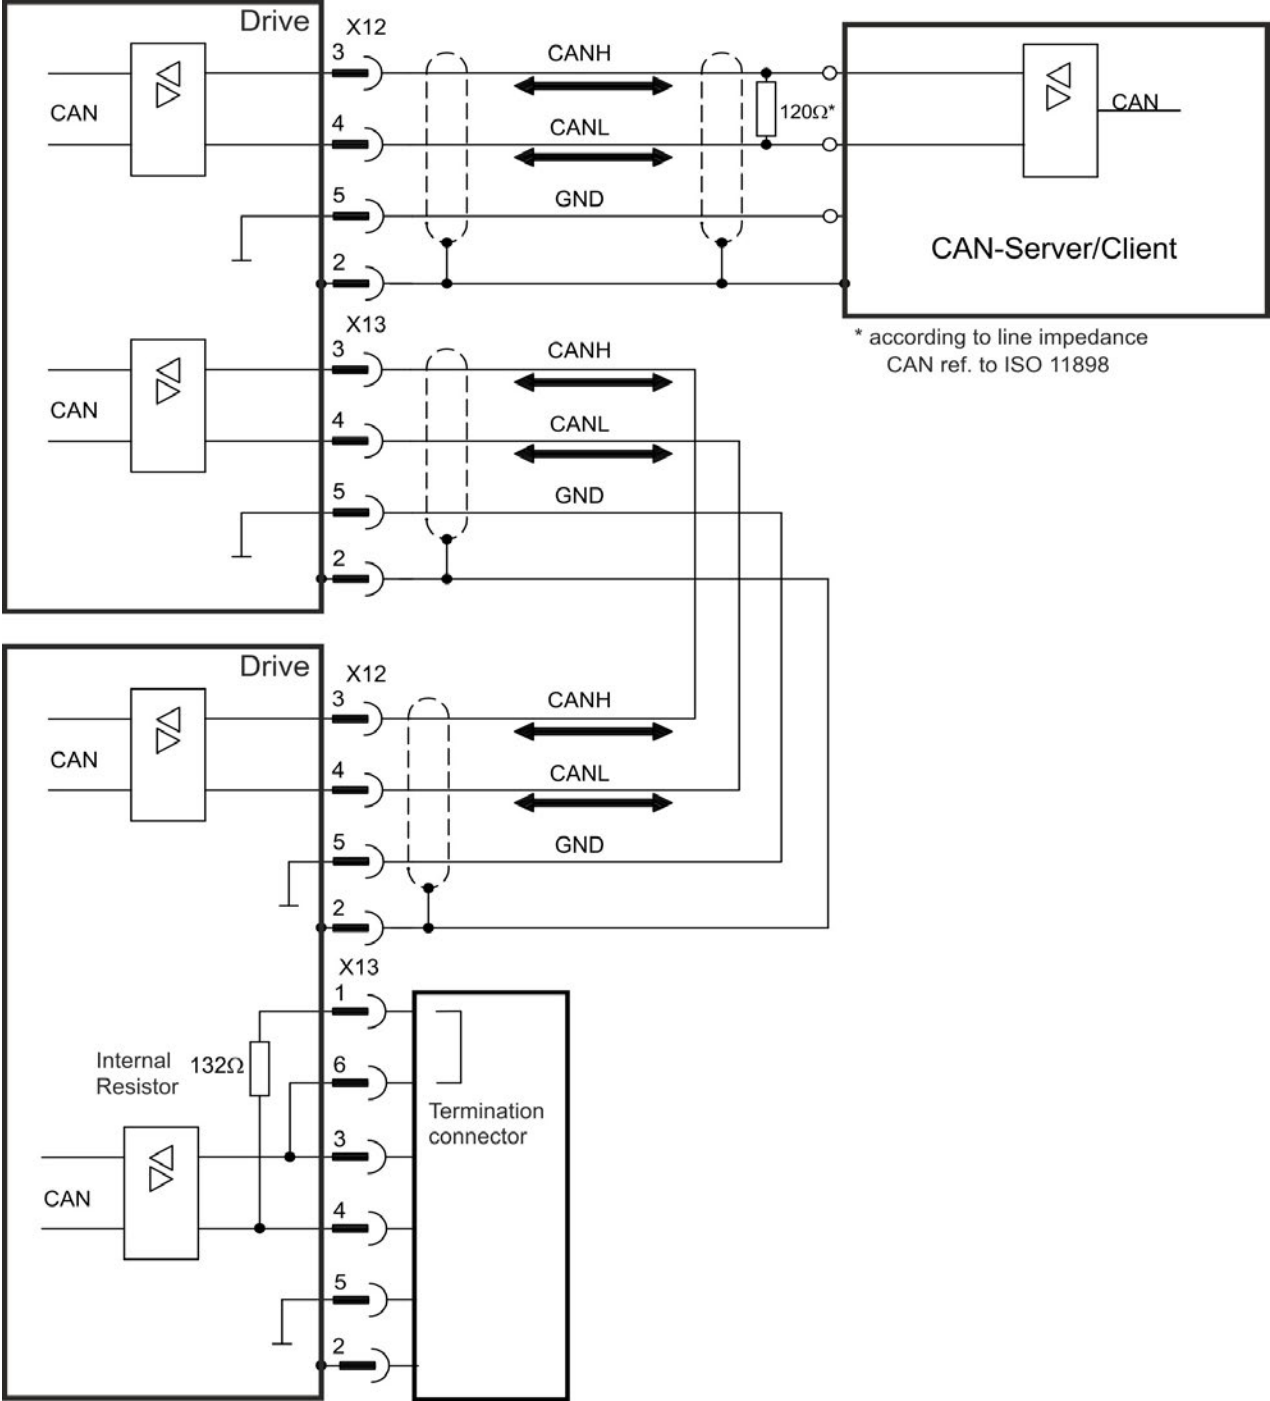 Drive
X12
3
CANH
CAN
120Ω*
CAN
4
CANL
5
GND
CAN-Server/Client
2
* according to line impedance
CAN ref. to ISO 11898
X13
3
CANH
CAN
4
CANL
5
GND
2
Drive
X12
3
CANH
CAN
4
CANL
5
GND
2
X13
1
Internal
Resistor
132Ω
6
Termination
connector
3
CAN
4
5
2